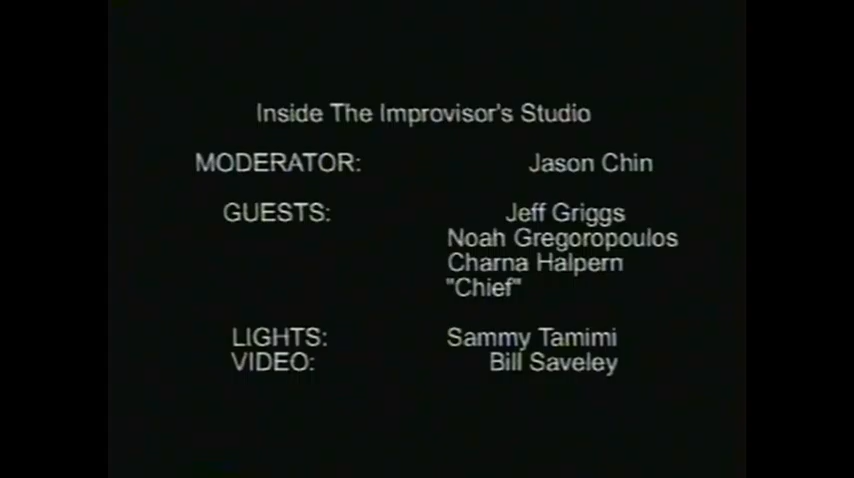 Inside The Improvisor's Studio
MODERATOR: Jason Chin
GUESTS: Jeff Griggs
Noah Gregoropoulos
Charna Halpern
"Chief"
LIGHTS: Sammy Tamimi
VIDEO: Bill Saveley